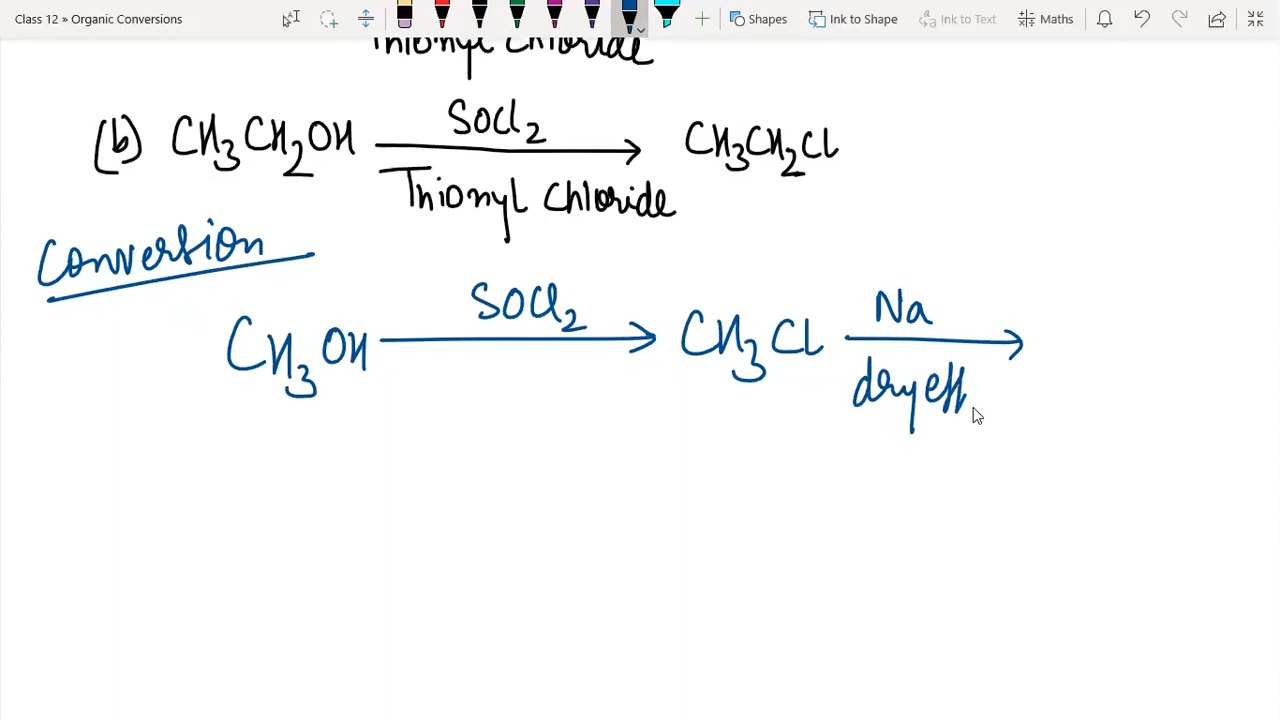 Class 12 » Organic Conversions
Shapes
Ink to Shape
Ink to Text
Maths
Thionyl Chloride
(b) CH3CH2OH SOCl2 CH3CH2Cl
Thionyl Chloride
Conversion
CH3OH SOCl2 CH3Cl Na
dry eth